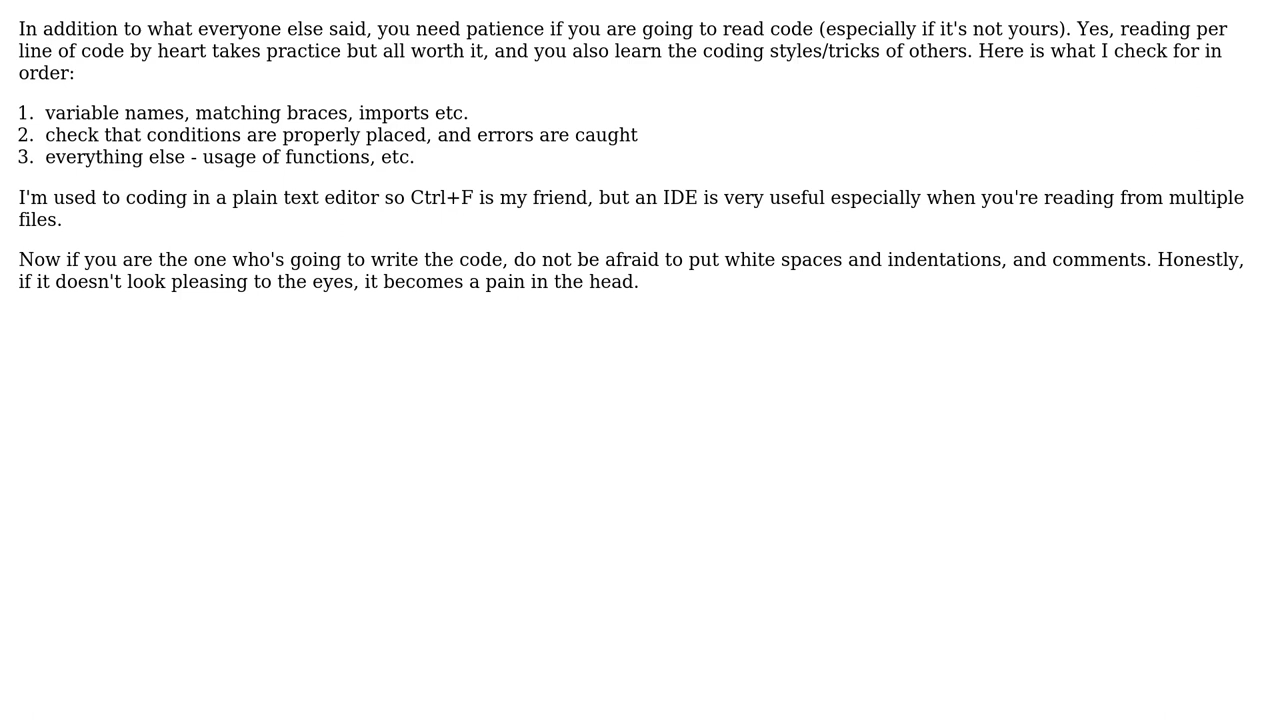 In addition to what everyone else said, you need patience if you are going to read code (especially if it's not yours). Yes, reading per
line of code by heart takes practice but all worth it, and you also learn the coding styles/tricks of others. Here is what I check for in
order:
1. variable names, matching braces, imports etc.
2. check that conditions are properly placed, and errors are caught
3. everything else - usage of functions, etc.
I'm used to coding in a plain text editor so Ctrl+F is my friend, but an IDE is very useful especially when you're reading from multiple
files.
Now if you are the one who's going to write the code, do not be afraid to put white spaces and indentations, and comments. Honestly,
if it doesn't look pleasing to the eyes, it becomes a pain in the head.